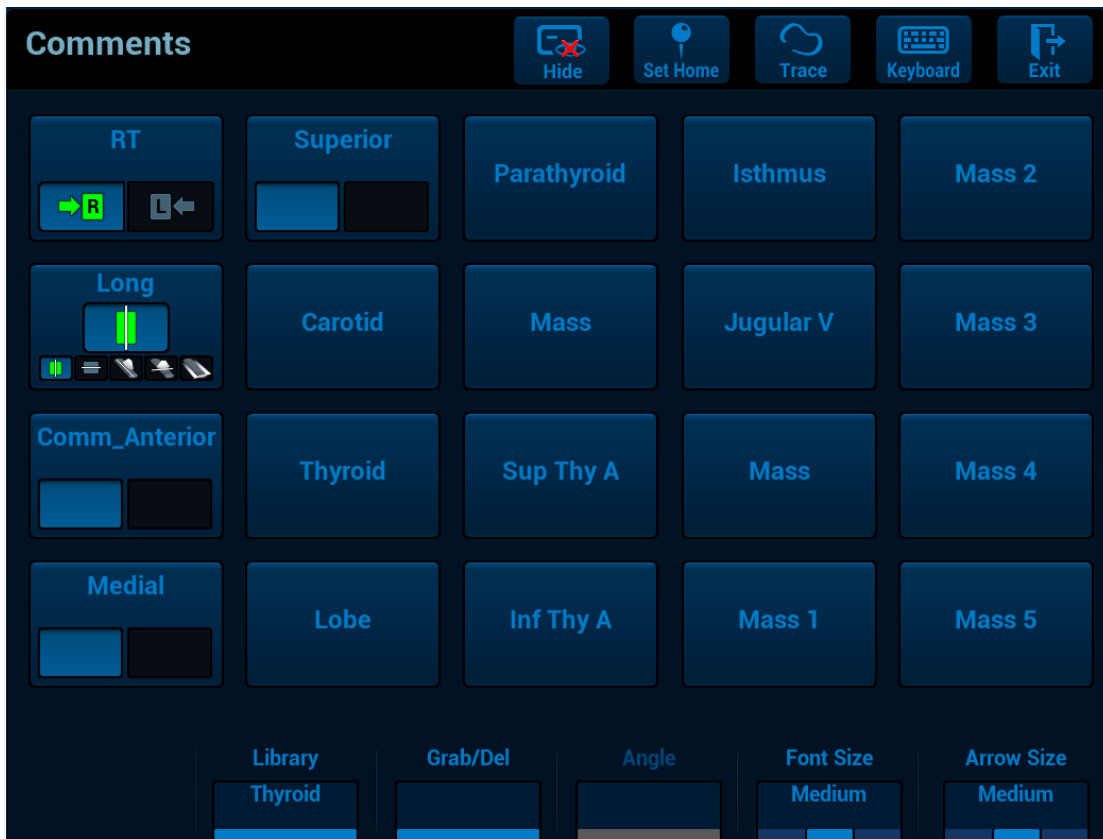 Comments
Hide
Set Home
Trace
Keyboard
Exit
RT
R
L
Superior
Parathyroid
Isthmus
Mass 2
Long
Carotid
Mass
Jugular V
Mass 3
Comm_Anterior
Thyroid
Sup Thy A
Mass
Mass 4
Medial
Lobe
Inf Thy A
Mass 1
Mass 5
Library
Grab/Del
Angle
Font Size
Arrow Size
Thyroid
Medium
Medium